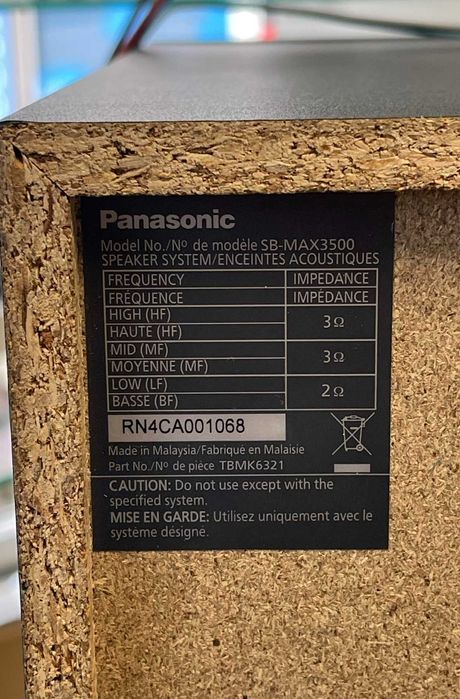 Panasonic
Model No./Nº de modèle SB-MAX3500
SPEAKER SYSTEM/ENCEINTES ACOUSTIQUES
FREQUENCY IMPEDANCE
FRÉQUENCE IMPÉDANCE
HIGH (HF)
HAUTE (HF) 3Ω
MID (MF)
MOYENNE (MF) 3Ω
LOW (LF)
BASSE (BF) 2Ω
RN4CA001068
Made in Malaysia/Fabriqué en Malaisie
Part No./Nº de pièce TBMK6321
CAUTION: Do not use except with the
specified system.
MISE EN GARDE: Utilisez uniquement avec le
système désigné.